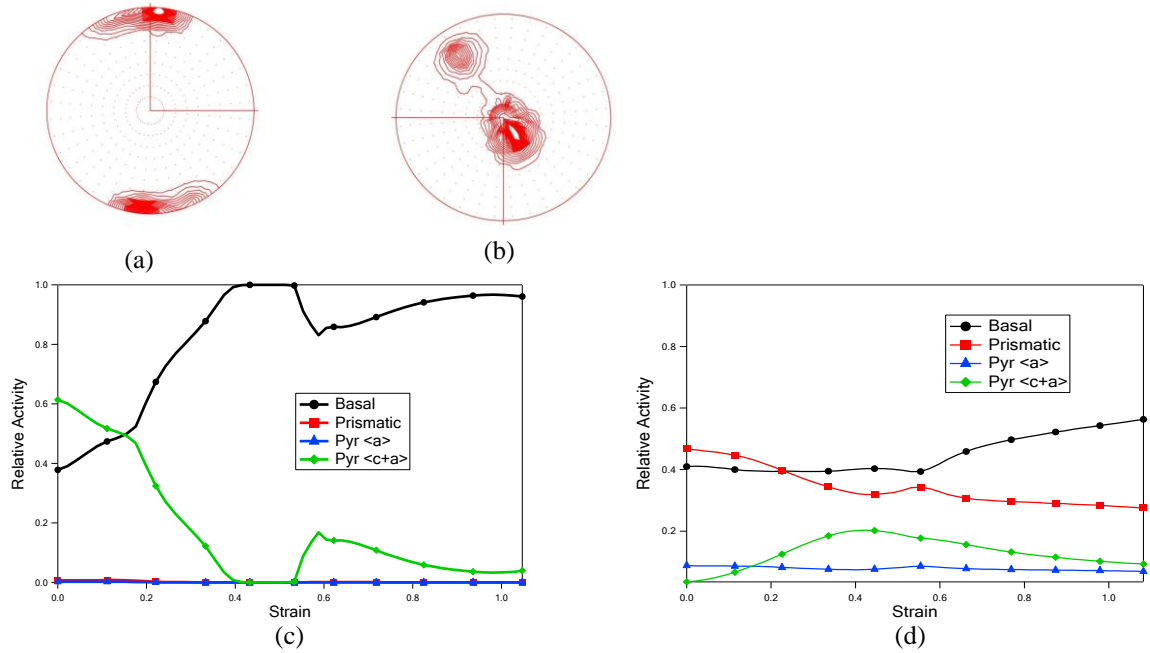 (a)
(b)
1.0
0.8
0.6
0.4
0.2
0.0
Relative Activity
Basal
Prismatic
Pyr <a>
Pyr <c+a>
0.0 0.2 0.4 0.6 0.8 1.0
Strain
(c)
1.0
0.8
0.6
0.4
0.2
Relative Activity
Basal
Prismatic
Pyr <a>
Pyr <c+a>
0.0 0.2 0.4 0.6 0.8 1.0
Strain
(d)